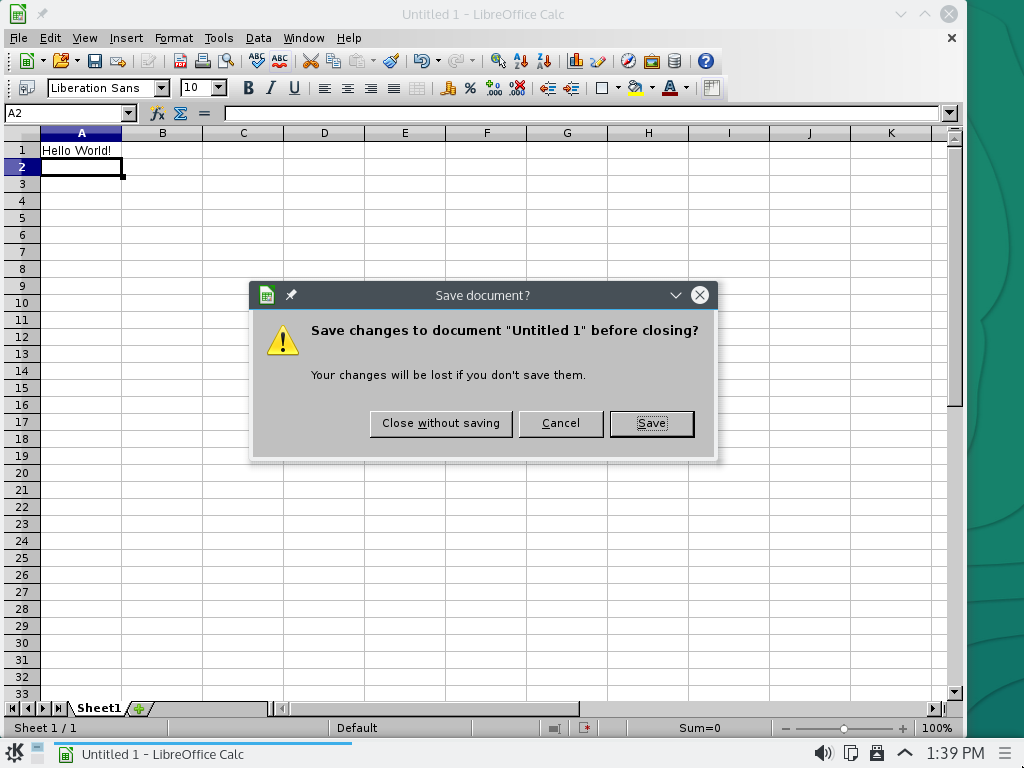 Untitled 1 - LibreOffice Calc
File Edit View Insert Format Tools Data Window Help
ABC ABC
Liberation Sans 10 B I U %
A2 =
A B C D E F G H I J K
1 Hello World!
2
3
4
5
6
7
8
9
10
11
12
13
14
15
16
17
18
19
20
21
22
23
24
25
26
27
28
29
30
31
32
33
Save document?
Save changes to document "Untitled 1" before closing?
Your changes will be lost if you don't save them.
Close without saving Cancel Save
Sheet1
Sheet 1 / 1 Default Sum=0 100%
Untitled 1 - LibreOffice Calc 1:39 PM